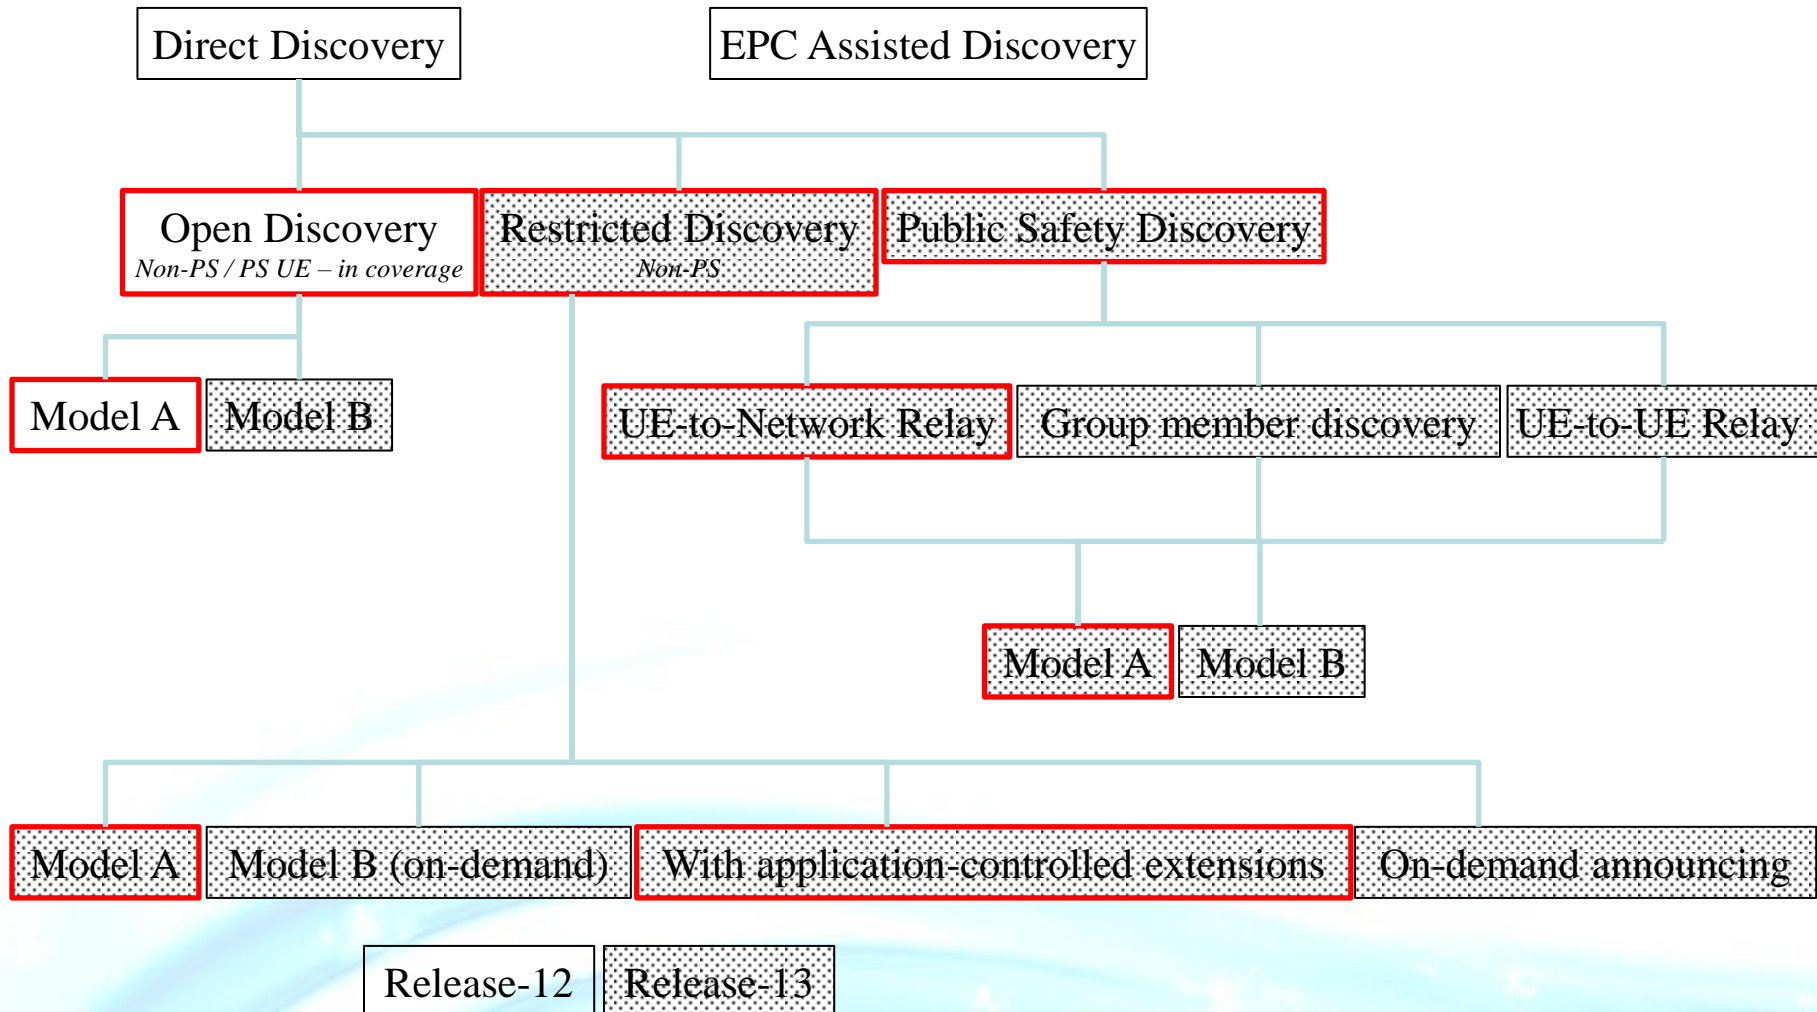 Direct Discovery
EPC Assisted Discovery
Open Discovery
Non-PS / PS UE – in coverage
Restricted Discovery
Non-PS
Public Safety Discovery
Model A
Model B
UE-to-Network Relay
Group member discovery
UE-to-UE Relay
Model A
Model B
Model A
Model B (on-demand)
With application-controlled extensions
On-demand announcing
Release-12
Release-13